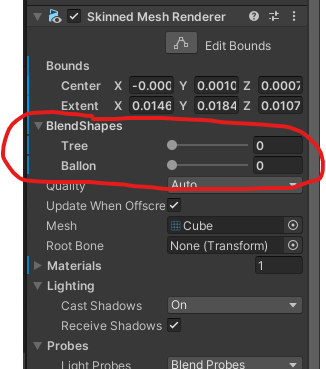 Skinned Mesh Renderer
Edit Bounds
Bounds
Center X -0.000 Y 0.0010 Z 0.0007
Extent X 0.0146 Y 0.0184 Z 0.0107
BlendShapes
Tree 0
Ballon 0
Quality Auto
Update When Offscre
Mesh Cube
Root Bone None (Transform)
Materials 1
Lighting
Cast Shadows On
Receive Shadows
Probes
Light Probes Blend Probes